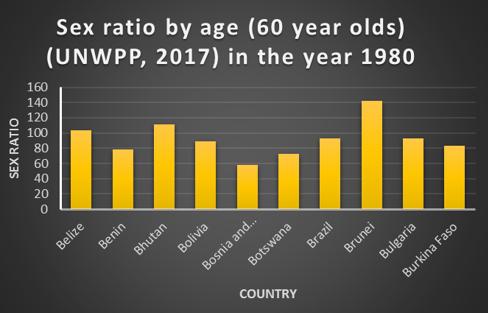 Sex ratio by age (60 year olds)
(UNWPP, 2017) in the year 1980
SEX RATIO
160
140
120
100
80
60
40
20
0
Belize
Benin
Bhutan
Bolivia
Bosnia and...
Botswana
Brazil
Brunei
Bulgaria
Burkina Faso
COUNTRY